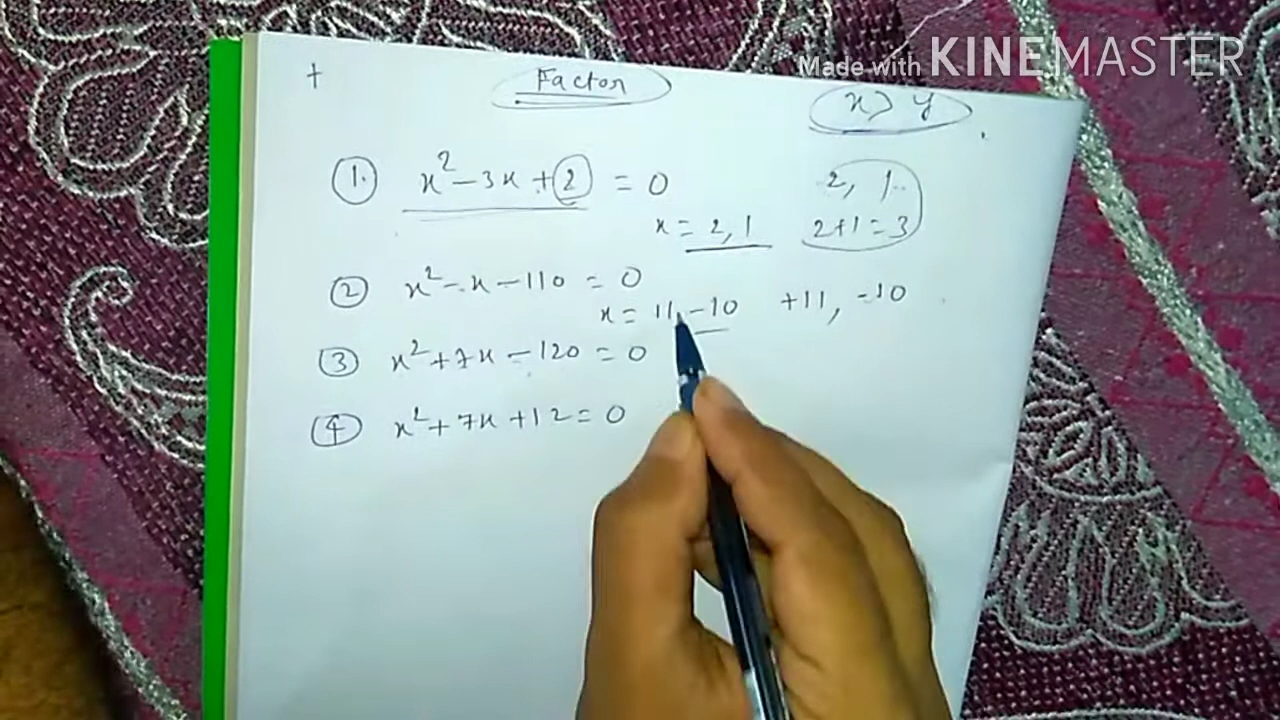 Made with KINEMASTER
+ Factor x > y
① x² - 3x + 2 = 0 2, 1
x = 2, 1 2+1 = 3
② x² - x - 110 = 0
x = 11, -10 +11, -10
③ x² + 7x - 120 = 0
④ x² + 7x + 12 = 0